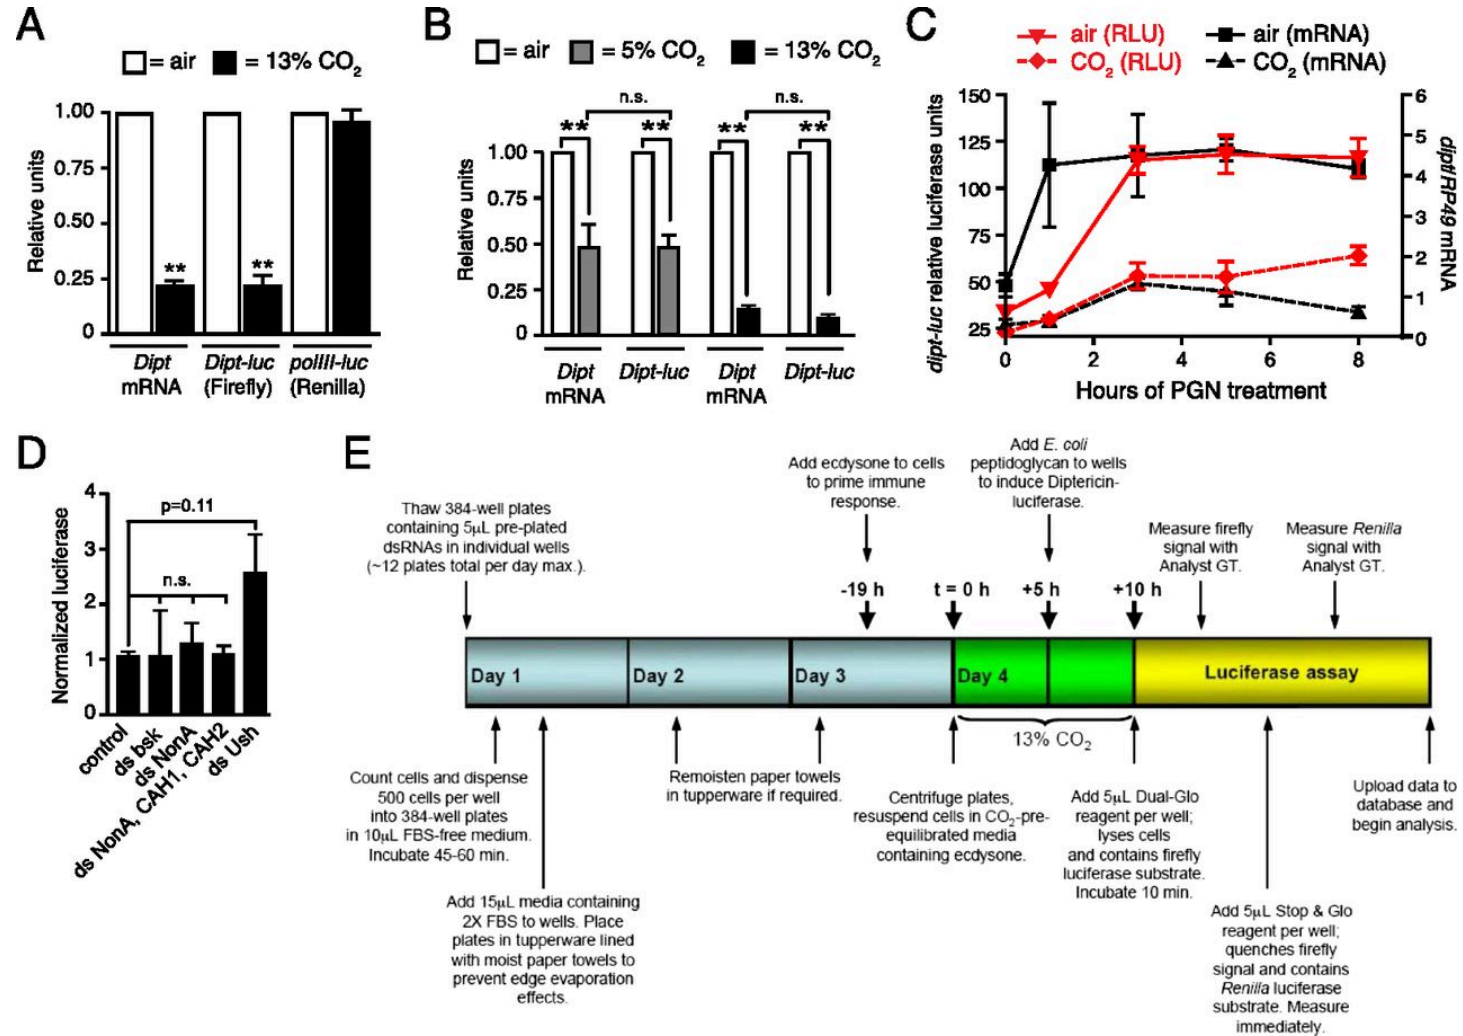 A
= air = 13% CO2
Relative units
1.00
0.75
0.50
0.25
0
** **
Dipt mRNA
Dipt-luc (Firefly)
polIII-luc (Renilla)
B
= air = 5% CO2 = 13% CO2
n.s. n.s.
** ** ** **
Relative units
1.00
0.75
0.50
0.25
0
Dipt mRNA
Dipt-luc
Dipt mRNA
Dipt-luc
C
air (RLU) air (mRNA)
CO2 (RLU) CO2 (mRNA)
dipt-luc relative luciferase units
150
125
100
75
50
25
6
5
4
3
2
1
0
dipt/RP49 mRNA
0 2 4 6 8
Hours of PGN treatment
D
Normalized luciferase
4
3
2
1
0
p=0.11
n.s.
control
ds bsk
ds NonA
ds NonA, CAH1, CAH2
ds Ush
E
Thaw 384-well plates
containing 5µL pre-plated
dsRNAs in individual wells
(~12 plates total per day max.).
Add ecdysone to cells
to prime immune
response.
Add E. coli
peptidoglycan to wells
to induce Diptericin-
luciferase.
Measure firefly
signal with
Analyst GT.
Measure Renilla
signal with
Analyst GT.
-19 h t = 0 h +5 h +10 h
Day 1 Day 2 Day 3 Day 4 Luciferase assay
13% CO2
Count cells and dispense
500 cells per well
into 384-well plates
in 10µL FBS-free medium.
Incubate 45-60 min.
Add 15µL media containing
2X FBS to wells. Place
plates in tupperware lined
with moist paper towels to
prevent edge evaporation
effects.
Remoisten paper towels
in tupperware if required.
Centrifuge plates,
resuspend cells in CO2-pre-
equilibrated media
containing ecdysone.
Add 5µL Dual-Glo
reagent per well;
lyses cells
and contains firefly
luciferase substrate.
Incubate 10 min.
Add 5µL Stop & Glo
reagent per well;
quenches firefly
signal and contains
Renilla luciferase
substrate. Measure
immediately.
Upload data to
database and
begin analysis.